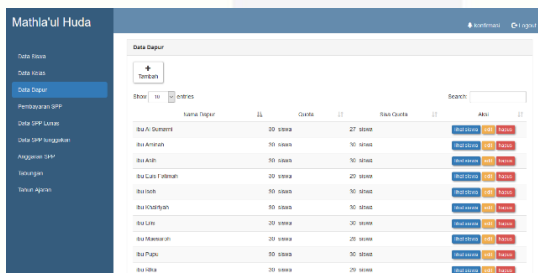 Mathla'ul Huda
konfirmasi Logout
Data Siswa
Data Kelas
Data Dapur
Pembayaran SPP
Data SPP Lunas
Data SPP tunggakan
Anggaran SPP
Tabungan
Tahun Ajaran
Data Dapur
+
Tambah
Show 10 entries
Search:
Nama Dapur Quota Sisa Quota Aksi
Ibu Ai Sumarni 30 siswa 27 siswa lihat siswa edit hapus
Ibu Aminah 30 siswa 30 siswa lihat siswa edit hapus
Ibu Atih 30 siswa 30 siswa lihat siswa edit hapus
Ibu Euis Fatimah 30 siswa 29 siswa lihat siswa edit hapus
Ibu Iyoh 30 siswa 30 siswa lihat siswa edit hapus
Ibu Khoiriyah 30 siswa 30 siswa lihat siswa edit hapus
Ibu Lilis 30 siswa 30 siswa lihat siswa edit hapus
Ibu Maesaroh 30 siswa 28 siswa lihat siswa edit hapus
Ibu Pupu 30 siswa 30 siswa lihat siswa edit hapus
Ibu Rika 30 siswa 29 siswa lihat siswa edit hapus